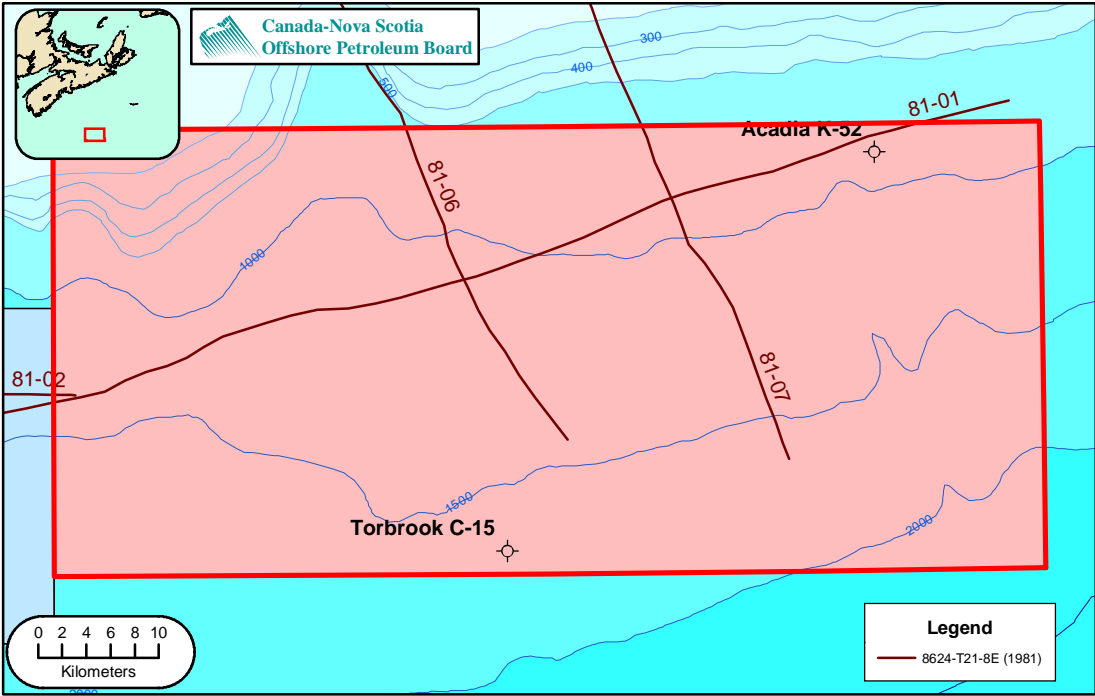 Canada-Nova Scotia
Offshore Petroleum Board
300
400
500
81-01
Acadia K-52
81-06
1000
81-02
81-07
1500
Torbrook C-15
2000
0 2 4 6 8 10
Kilometers
Legend
8624-T21-8E (1981)